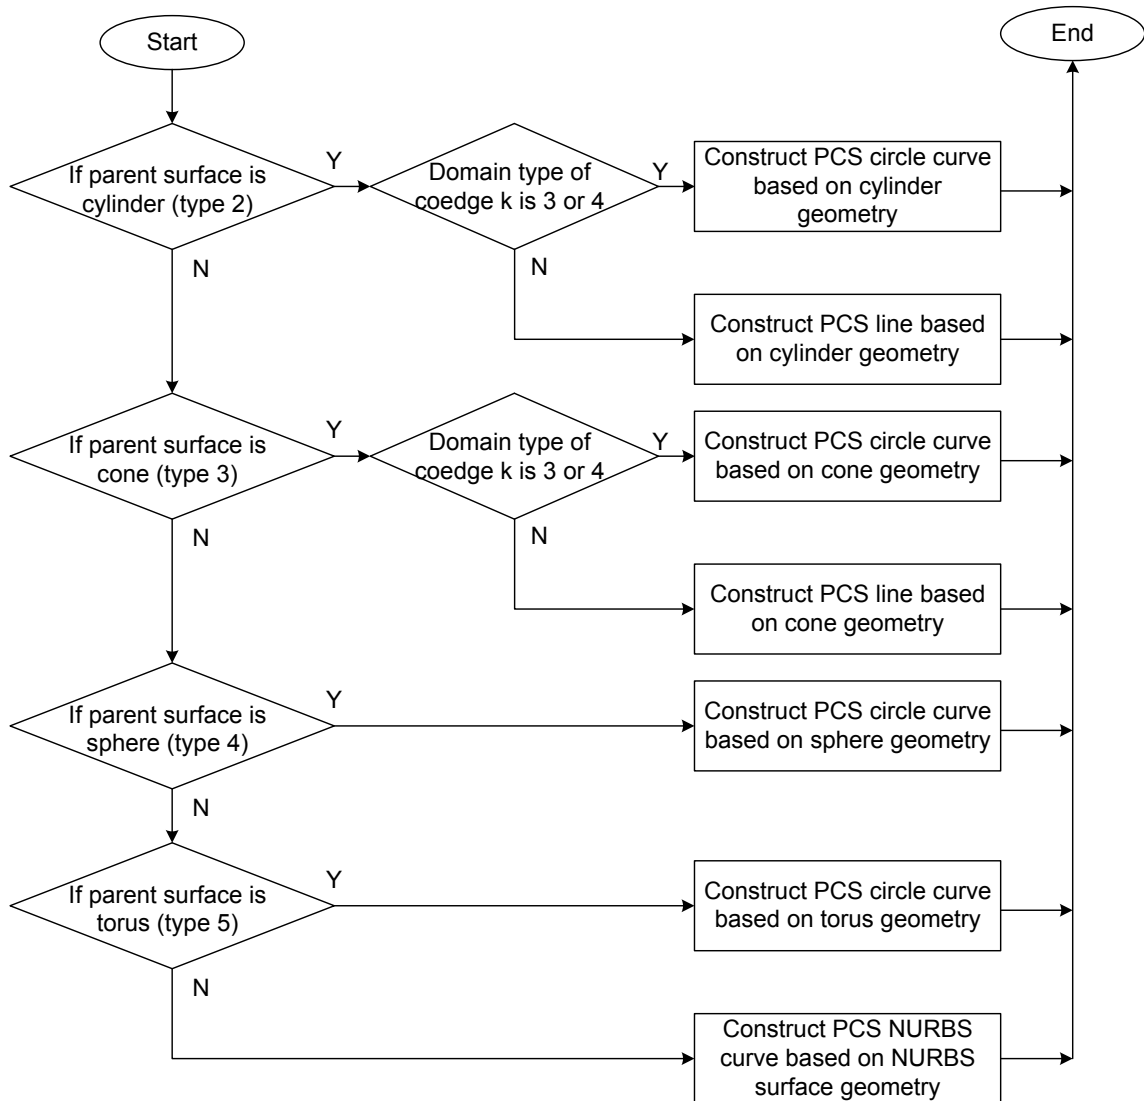 Start
End
If parent surface is
cylinder (type 2)
Y
Domain type of
coedge k is 3 or 4
Y
Construct PCS circle curve
based on cylinder
geometry
N
N
Construct PCS line based
on cylinder geometry
If parent surface is
cone (type 3)
Y
Domain type of
coedge k is 3 or 4
Y
Construct PCS circle curve
based on cone geometry
N
N
Construct PCS line based
on cone geometry
If parent surface is
sphere (type 4)
Y
Construct PCS circle curve
based on sphere geometry
N
If parent surface is
torus (type 5)
Y
Construct PCS circle curve
based on torus geometry
N
Construct PCS NURBS
curve based on NURBS
surface geometry